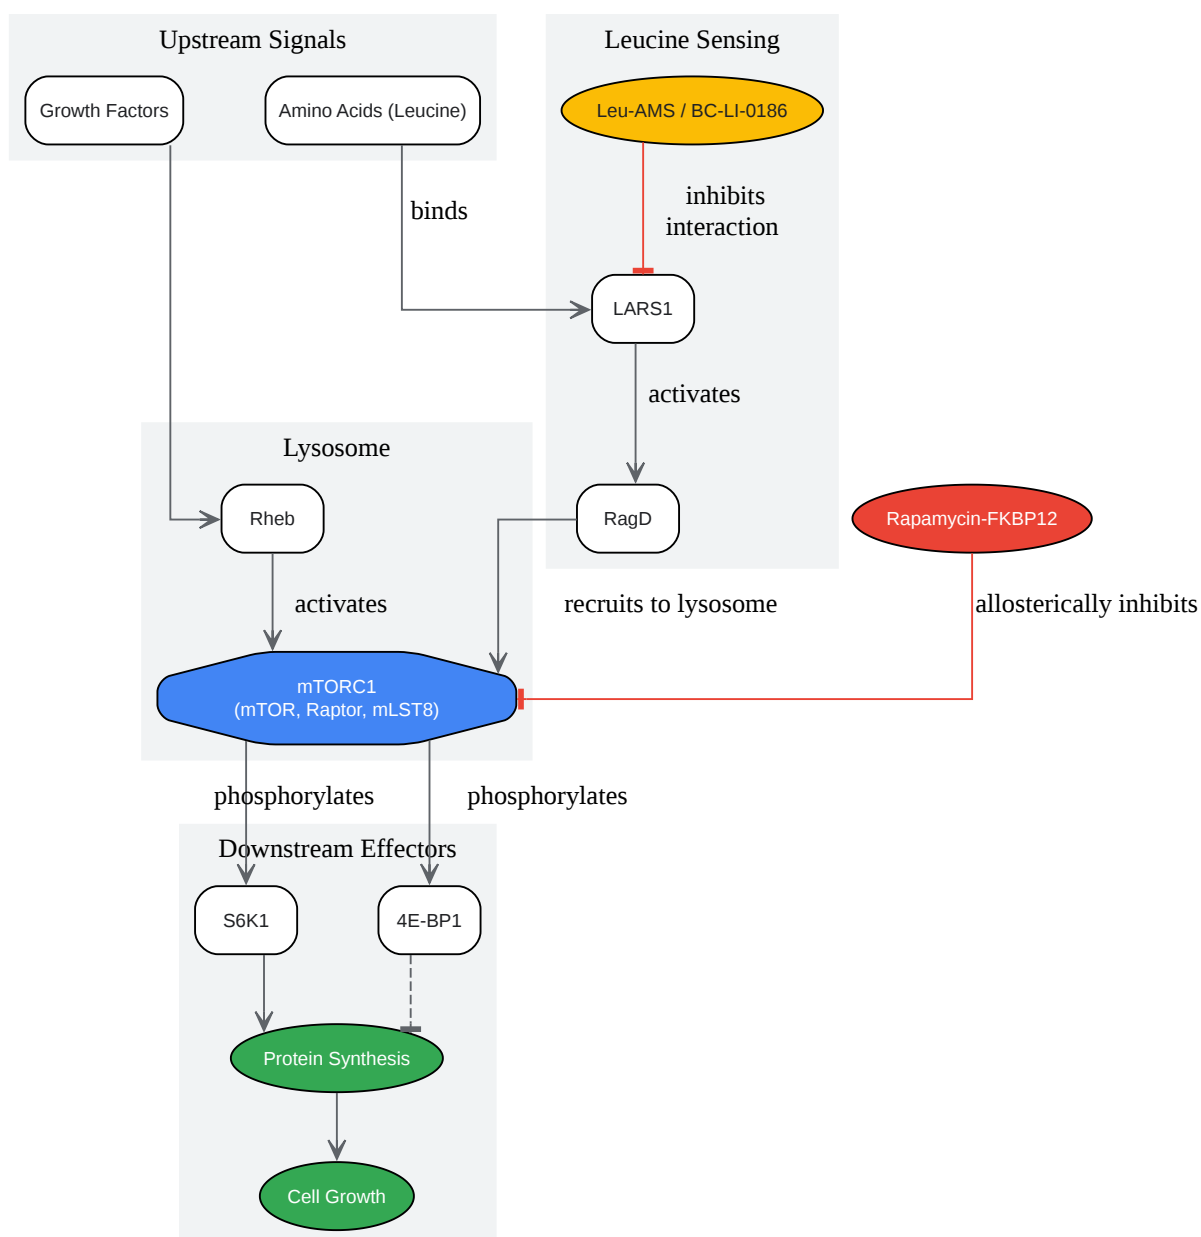 Upstream Signals
Leucine Sensing
Growth Factors
Amino Acids (Leucine)
Leu-AMS / BC-LI-0186
binds
inhibits
interaction
LARS1
activates
Lysosome
Rheb
RagD
Rapamycin-FKBP12
activates
recruits to lysosome
allosterically inhibits
mTORC1
(mTOR, Raptor, mLST8)
phosphorylates
phosphorylates
Downstream Effectors
S6K1
4E-BP1
Protein Synthesis
Cell Growth